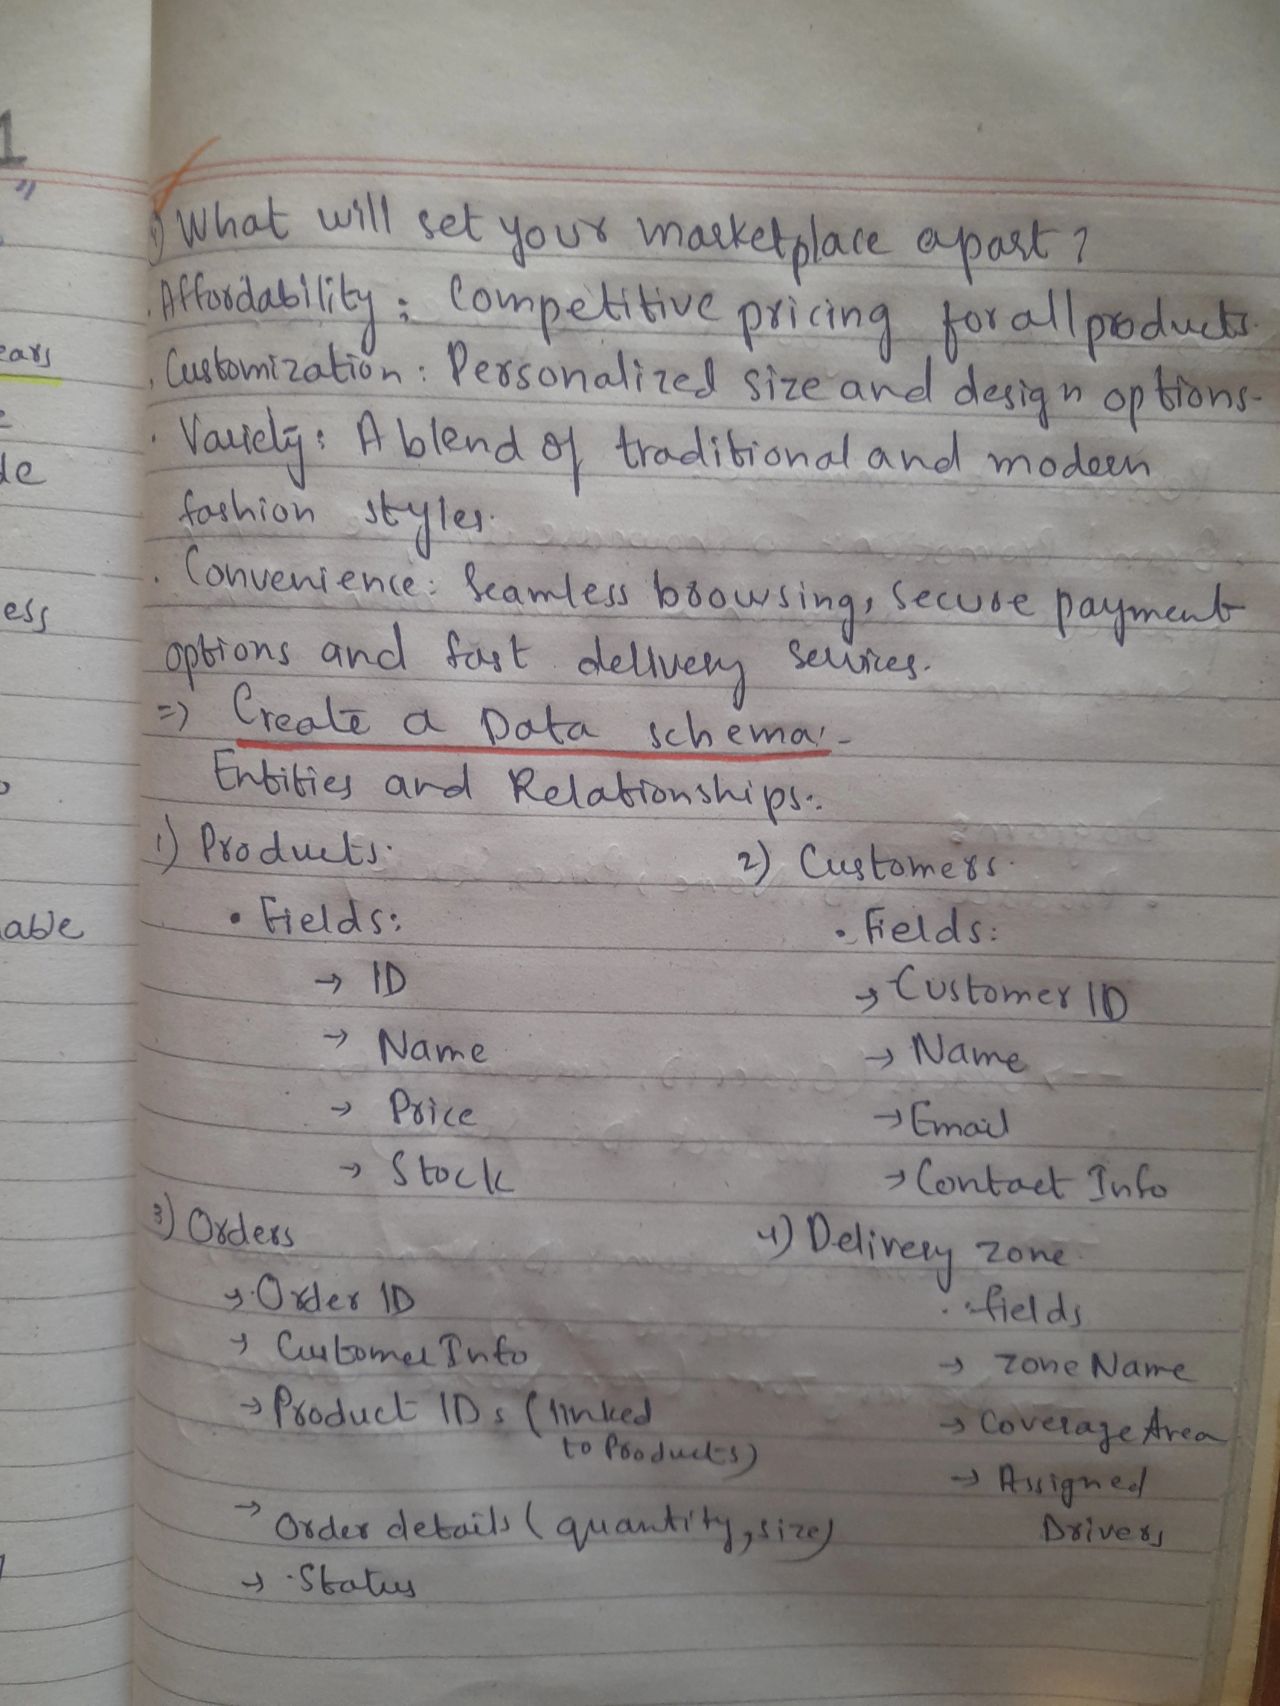 1
"
ears
de
ess
able
4) What will set your marketplace apart?
. Affordability: Competitive pricing for all products.
. Customization: Personalized size and design options.
. Variety: A blend of traditional and modern
fashion styles.
. Convenience: Seamless browsing, secure payment
options and fast delivery services.
=> Create a Data schema:-
Entities and Relationships:.
1) Products.
• Fields:
→ ID
→ Name
→ Price
→ Stock
2) Customers.
• Fields:
→ Customer ID
→ Name
→ Email
→ Contact Info
3) Orders
→ Order ID
→ Customer Info
→ Product IDs (linked
to Products)
→ Order details (quantity, size)
→ Status
4) Delivery zone.
• fields
→ Zone Name
→ Coverage Area
→ Assigned
Drivers